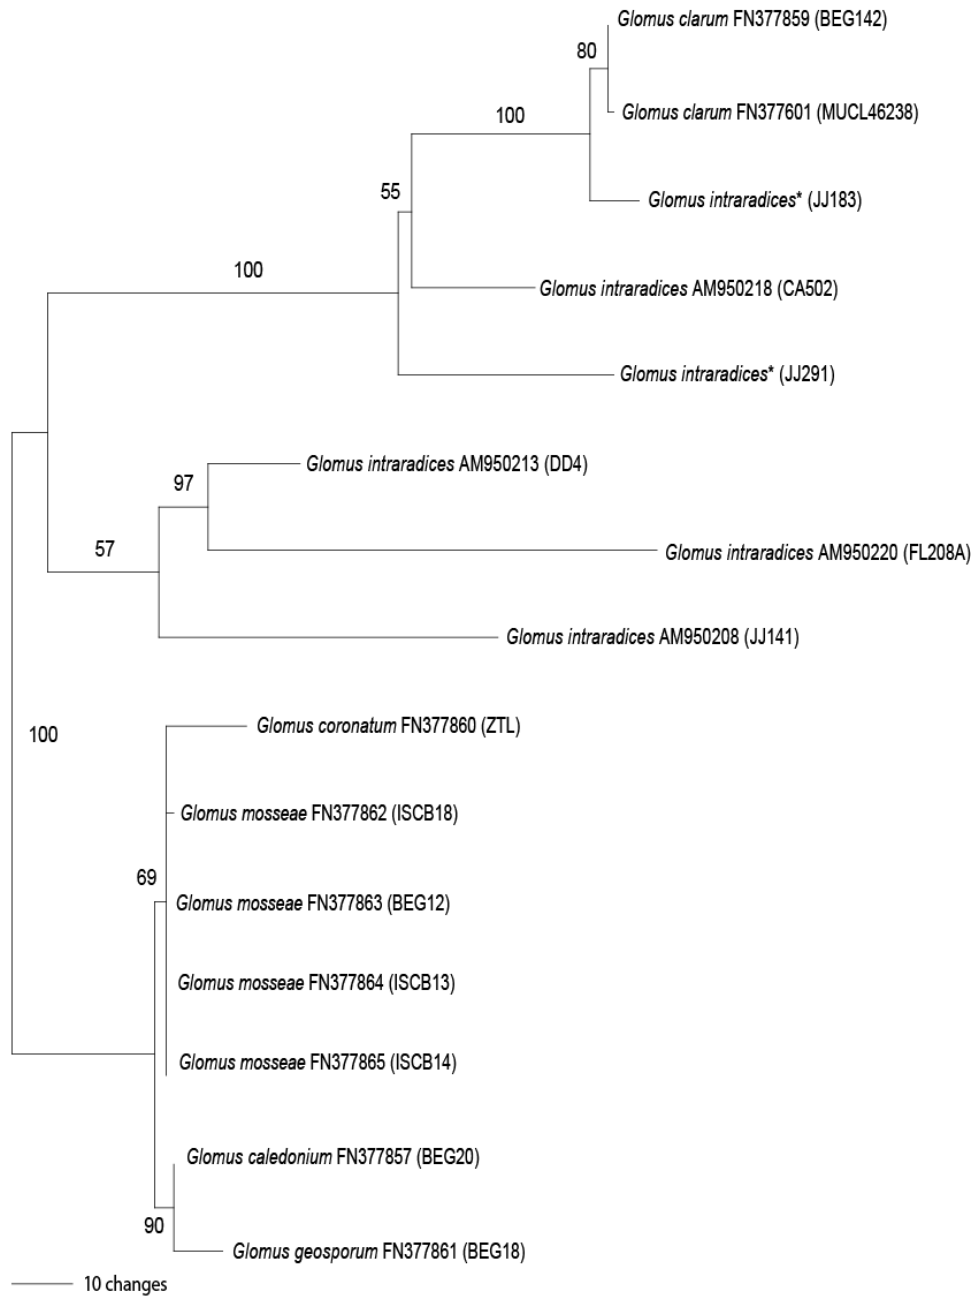 Glomus clarum FN377859 (BEG142)
80
100
Glomus clarum FN377601 (MUCL46238)
55
Glomus intraradices* (JJ183)
100
Glomus intraradices AM950218 (CA502)
Glomus intraradices* (JJ291)
Glomus intraradices AM950213 (DD4)
97
57
Glomus intraradices AM950220 (FL208A)
Glomus intraradices AM950208 (JJ141)
100
Glomus coronatum FN377860 (ZTL)
Glomus mosseae FN377862 (ISCB18)
69
Glomus mosseae FN377863 (BEG12)
Glomus mosseae FN377864 (ISCB13)
Glomus mosseae FN377865 (ISCB14)
Glomus caledonium FN377857 (BEG20)
90
Glomus geosporum FN377861 (BEG18)
10 changes